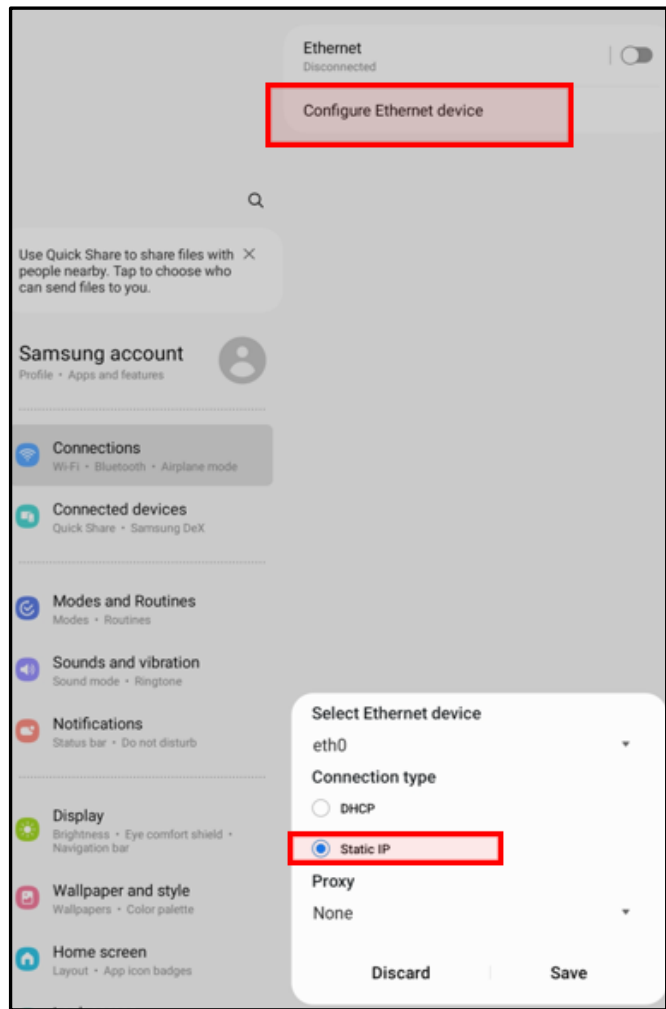 Ethernet
Disconnected
Configure Ethernet device
Use Quick Share to share files with
people nearby. Tap to choose who
can send files to you.
Samsung account
Profile • Apps and features
Connections
Wi-Fi • Bluetooth • Airplane mode
Connected devices
Quick Share • Samsung DeX
Modes and Routines
Modes • Routines
Sounds and vibration
Sound mode • Ringtone
Notifications
Status bar • Do not disturb
Display
Brightness • Eye comfort shield •
Navigation bar
Wallpaper and style
Wallpapers • Color palette
Home screen
Layout • App icon badges
Select Ethernet device
eth0
Connection type
DHCP
Static IP
Proxy
None
Discard
Save